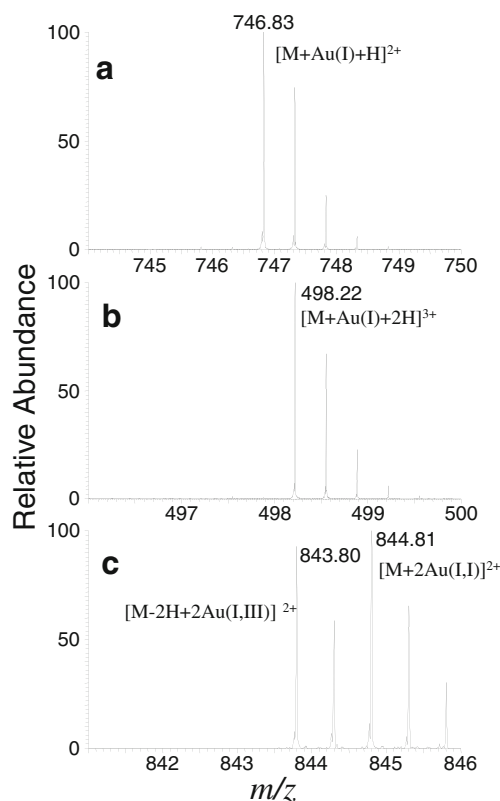 746.83
[M+Au(I)+H]²⁺
a
100
50
0
745 746 747 748 749 750
498.22
[M+Au(I)+2H]³⁺
b
100
50
0
497 498 499 500
843.80
844.81
c
[M+2Au(I,I)]²⁺
[M-2H+2Au(I,III)] ²⁺
100
50
0
842 843 844 845 846
Relative Abundance
m/z